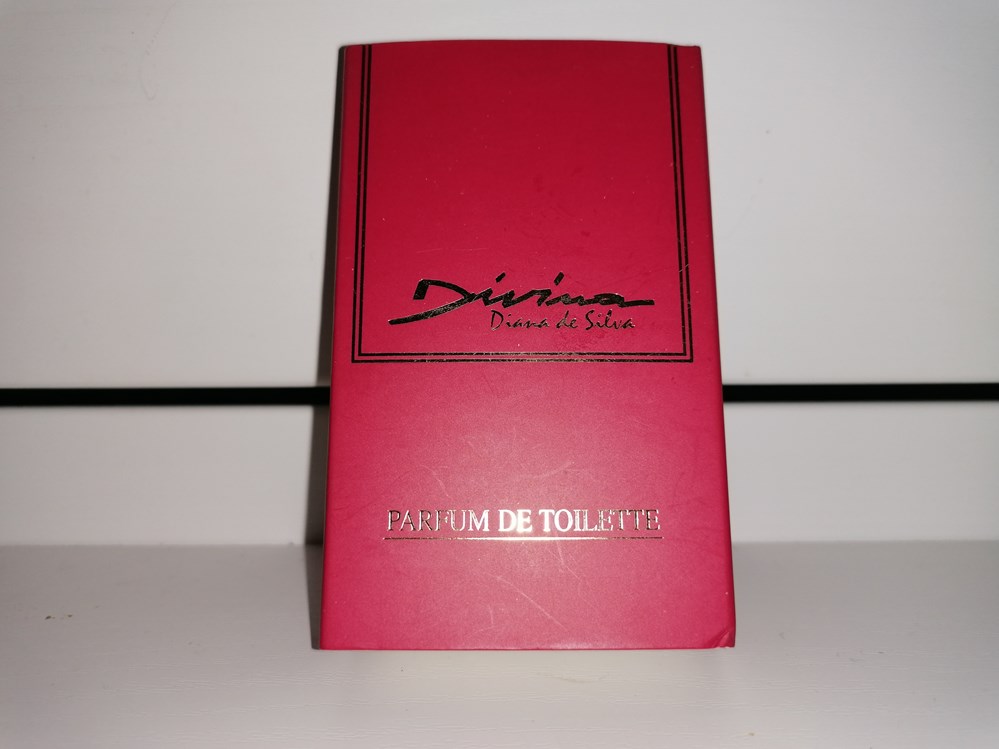 Divina
Diana de Silva
PARFUM DE TOILETTE